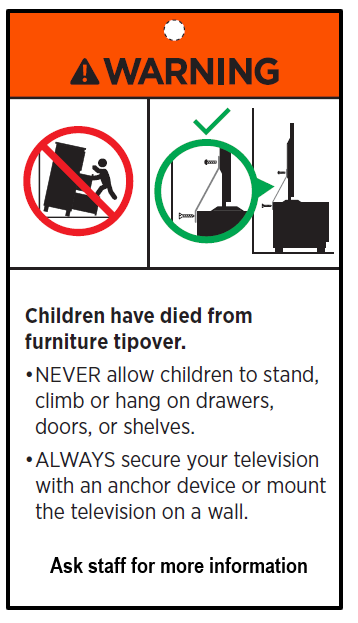 WARNING
Children have died from
furniture tipover.
•NEVER allow children to stand,
climb or hang on drawers,
doors, or shelves.
•ALWAYS secure your television
with an anchor device or mount
the television on a wall.
Ask staff for more information